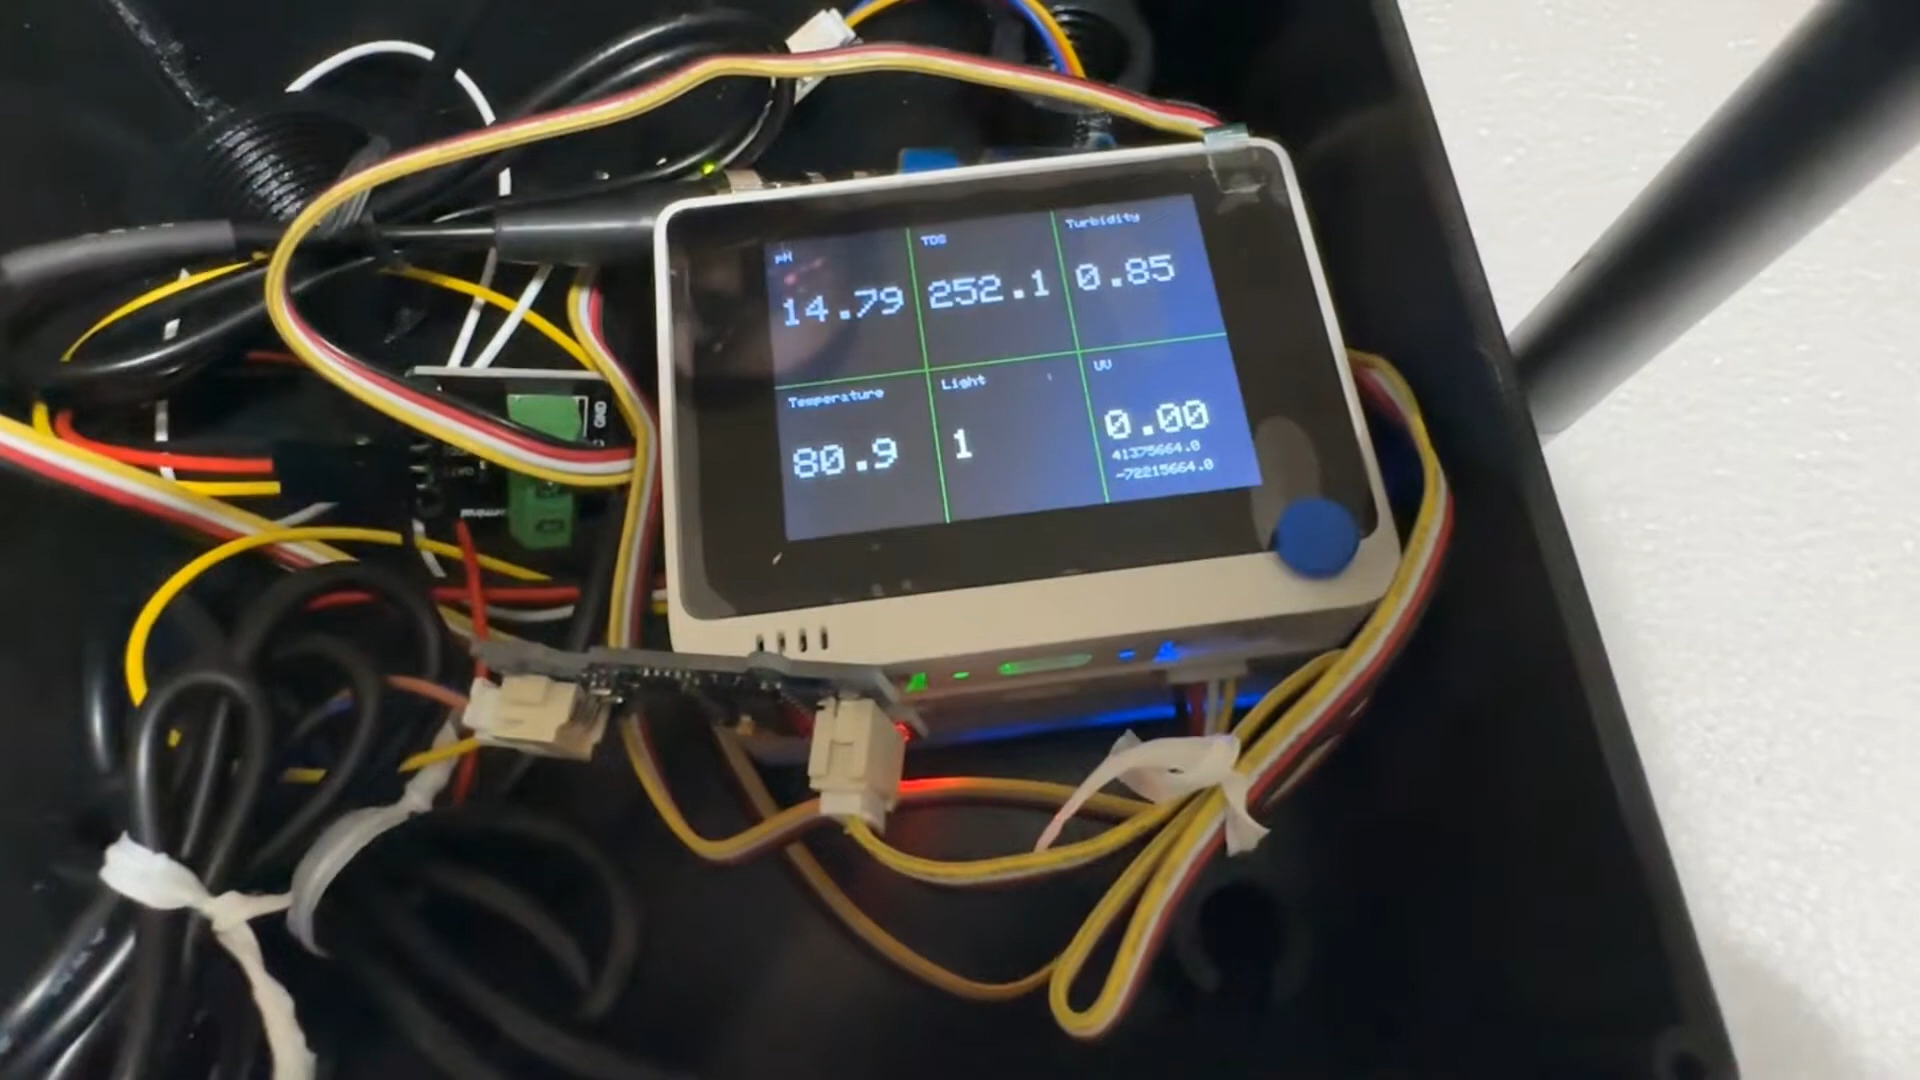 pH
14.79
TDS
252.1
Turbidity
0.85
Temperature
80.9
Light
1
UV
0.00
41375664.0
-72215664.0
GND